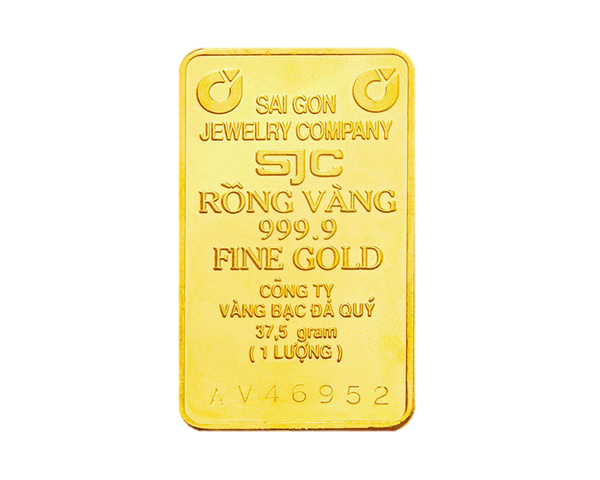 SAI GON
JEWELRY COMPANY
SJC
RỒNG VÀNG
999.9
FINE GOLD
CÔNG TY
VÀNG BẠC ĐÁ QUÝ
37,5 gram
( 1 LƯỢNG )
AV46952